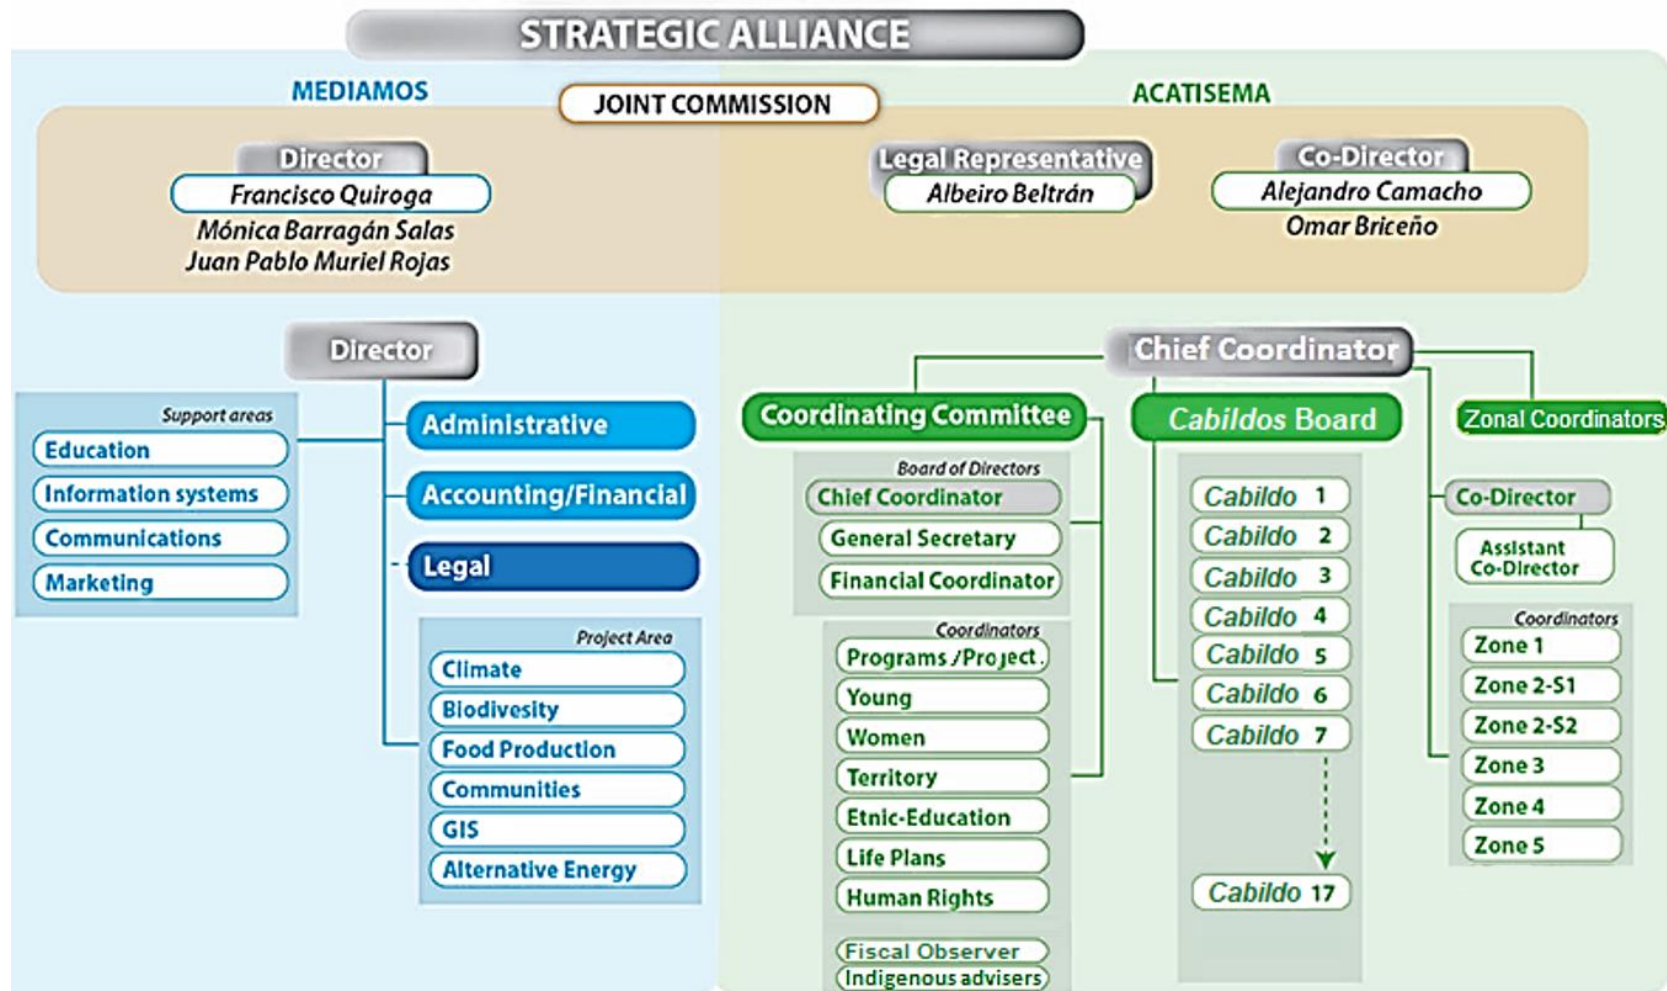 STRATEGIC ALLIANCE
MEDIAMOS
JOINT COMMISSION
ACATISEMA
Director
Francisco Quiroga
Mónica Barragán Salas
Juan Pablo Muriel Rojas
Legal Representative
Albeiro Beltrán
Co-Director
Alejandro Camacho
Omar Briceño
Director
Support areas
Education
Information systems
Communications
Marketing
Administrative
Accounting/Financial
Legal
Project Area
Climate
Biodivesity
Food Production
Communities
GIS
Alternative Energy
Chief Coordinator
Coordinating Committee
Board of Directors
Chief Coordinator
General Secretary
Financial Coordinator
Coordinators
Programs /Project.
Young
Women
Territory
Etnic-Education
Life Plans
Human Rights
Fiscal Observer
Indigenous advisers
Cabildos Board
Cabildo 1
Cabildo 2
Cabildo 3
Cabildo 4
Cabildo 5
Cabildo 6
Cabildo 7
Cabildo 17
Zonal Coordinators
Co-Director
Assistant
Co-Director
Coordinators
Zone 1
Zone 2-S1
Zone 2-S2
Zone 3
Zone 4
Zone 5